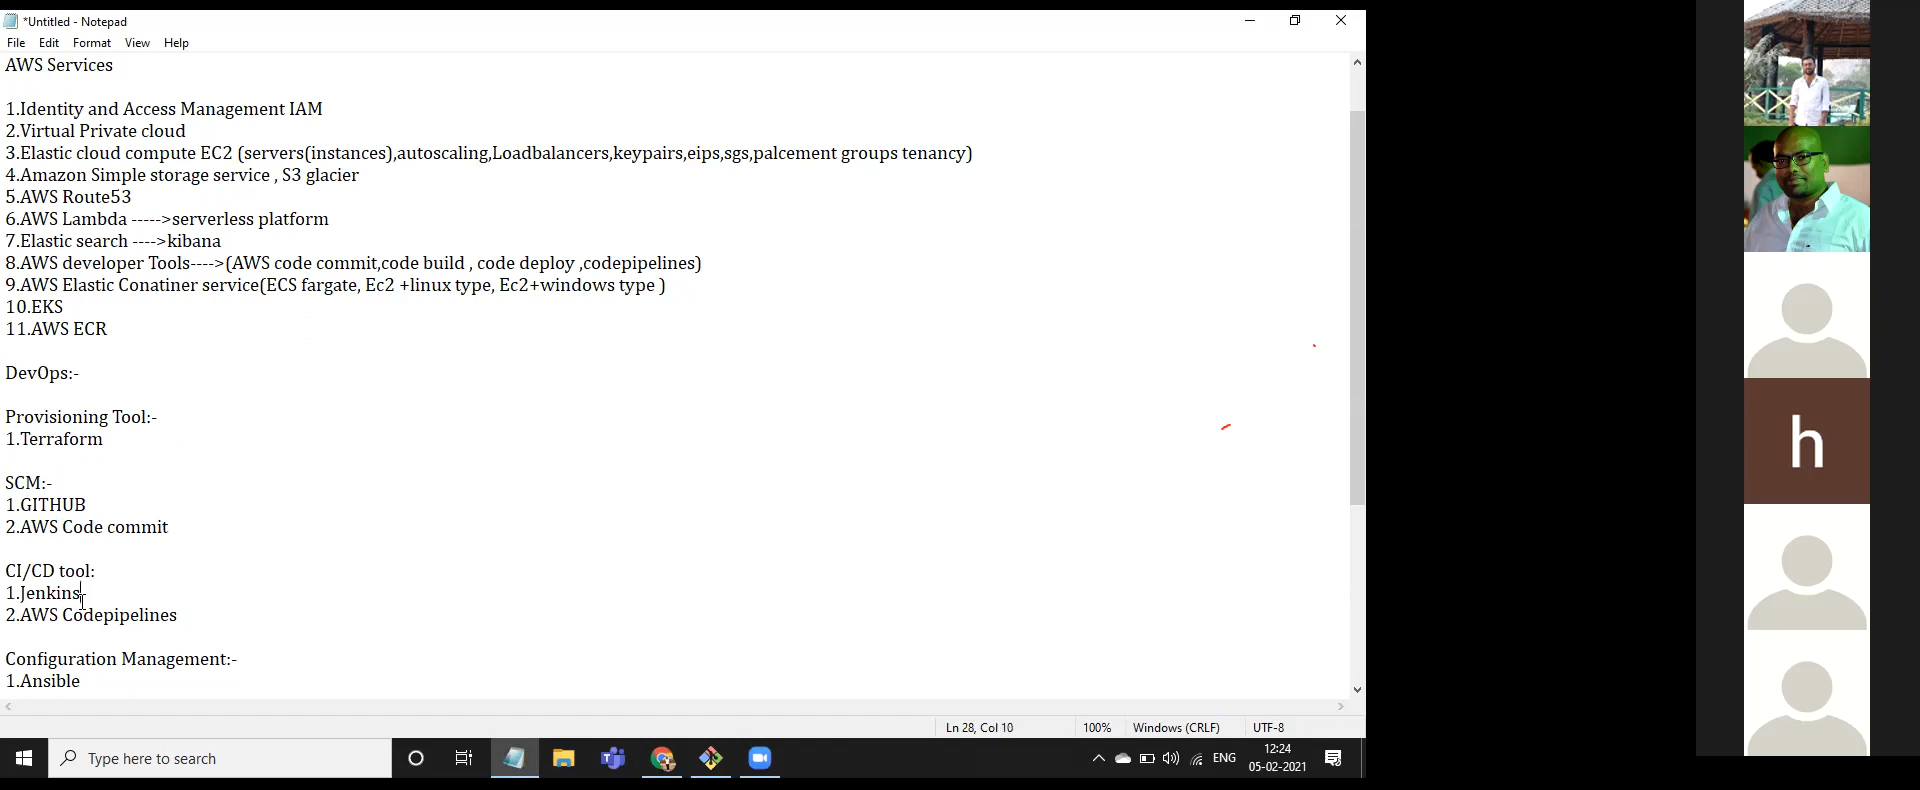 *Untitled - Notepad
File Edit Format View Help
AWS Services
1.Identity and Access Management IAM
2.Virtual Private cloud
3.Elastic cloud compute EC2 (servers(instances),autoscaling,Loadbalancers,keypairs,eips,sgs,palcement groups tenancy)
4.Amazon Simple storage service , S3 glacier
5.AWS Route53
6.AWS Lambda ----->serverless platform
7.Elastic search ---->kibana
8.AWS developer Tools---->(AWS code commit,code build , code deploy ,codepipelines)
9.AWS Elastic Conatiner service(ECS fargate, Ec2 +linux type, Ec2+windows type )
10.EKS
11.AWS ECR
DevOps:-
Provisioning Tool:-
1.Terraform
SCM:-
1.GITHUB
2.AWS Code commit
CI/CD tool:
1.Jenkins-
2.AWS Codepipelines
Configuration Management:-
1.Ansible
Ln 28, Col 10 100% Windows (CRLF) UTF-8
Type here to search
ENG
12:24
05-02-2021
h